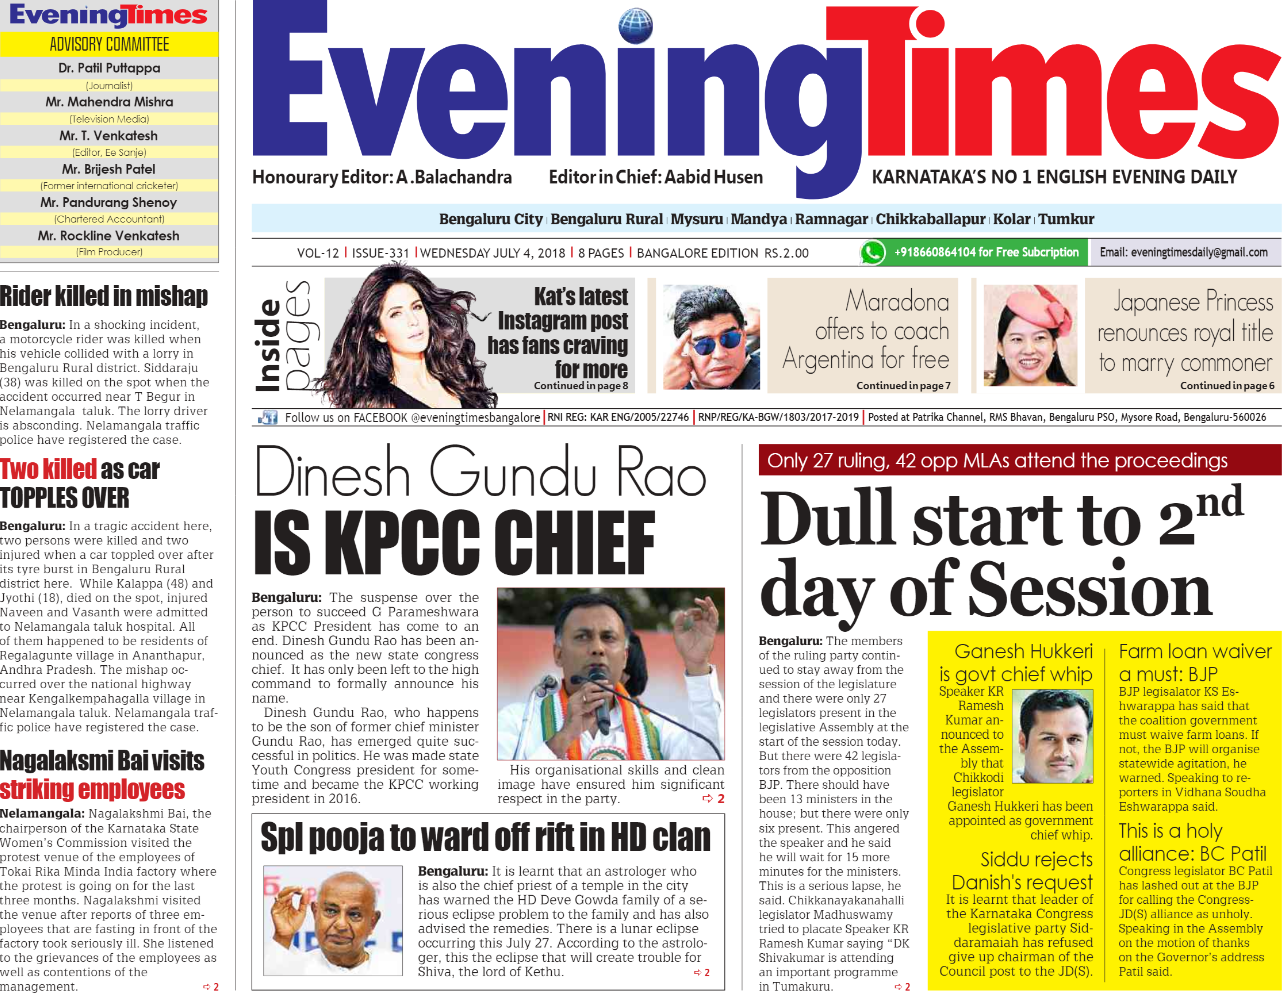 EveningTimes
ADVISORY COMMITTEE
Dr. Patil Puttappa
(Journalist)
Mr. Mahendra Mishra
(Television Media)
Mr. T. Venkatesh
(Editor, Ee Sanje)
Mr. Brijesh Patel
(Former international cricketer)
Mr. Pandurang Shenoy
(Chartered Accountant)
Mr. Rockline Venkatesh
(Film Producer)
Rider killed in mishap
Bengaluru: In a shocking incident,
a motorcycle rider was killed when
his vehicle collided with a lorry in
Bengaluru Rural district. Siddaraju
(38) was killed on the spot when the
accident occurred near T Begur in
Nelamangala taluk. The lorry driver
is absconding. Nelamangala traffic
police have registered the case.
Two killed as car
TOPPLES OVER
Bengaluru: In a tragic accident here,
two persons were killed and two
injured when a car toppled over after
its tyre burst in Bengaluru Rural
district here. While Kalappa (48) and
Jyothi (18), died on the spot, injured
Naveen and Vasanth were admitted
to Nelamangala taluk hospital. All
of them happened to be residents of
Regalagunte village in Ananthapur,
Andhra Pradesh. The mishap oc-
curred over the national highway
near Kengalkempahagalla village in
Nelamangala taluk. Nelamangala traf-
fic police have registered the case.
Nagalaksmi Bai visits
striking employees
Nelamangala: Nagalakshmi Bai, the
chairperson of the Karnataka State
Women's Commission visited the
protest venue of the employees of
Tokai Rika Minda India factory where
the protest is going on for the last
three months. Nagalakshmi visited
the venue after reports of three em-
ployees that are fasting in front of the
factory took seriously ill. She listened
to the grievances of the employees as
well as contentions of the
management. ➪ 2
EveningTimes
Honourary Editor: A .Balachandra Editor in Chief: Aabid Husen KARNATAKA'S NO 1 ENGLISH EVENING DAILY
Bengaluru City | Bengaluru Rural | Mysuru | Mandya | Ramnagar | Chikkaballapur | Kolar | Tumkur
VOL-12 | ISSUE-331 | WEDNESDAY JULY 4, 2018 | 8 PAGES | BANGALORE EDITION RS.2.00 +918660864104 for Free Subcription Email: eveningtimesdaily@gmail.com
Inside
pages
Kat's latest
Instagram post
has fans craving
for more
Continued in page 8
Maradona
offers to coach
Argentina for free
Continued in page 7
Japanese Princess
renounces royal title
to marry commoner
Continued in page 6
Follow us on FACEBOOK @eveningtimesbangalore | RNI REG: KAR ENG/2005/22746 | RNP/REG/KA-BGW/1803/2017-2019 | Posted at Patrika Channel, RMS Bhavan, Bengaluru PSO, Mysore Road, Bengaluru-560026
Dinesh Gundu Rao
IS KPCC CHIEF
Bengaluru: The suspense over the
person to succeed G Parameshwara
as KPCC President has come to an
end. Dinesh Gundu Rao has been an-
nounced as the new state congress
chief. It has only been left to the high
command to formally announce his
name.
Dinesh Gundu Rao, who happens
to be the son of former chief minister
Gundu Rao, has emerged quite suc-
cessful in politics. He was made state
Youth Congress president for some-
time and became the KPCC working
president in 2016.
His organisational skills and clean
image have ensured him significant
respect in the party. ➪ 2
Spl pooja to ward off rift in HD clan
Bengaluru: It is learnt that an astrologer who
is also the chief priest of a temple in the city
has warned the HD Deve Gowda family of a se-
rious eclipse problem to the family and has also
advised the remedies. There is a lunar eclipse
occurring this July 27. According to the astrolo-
ger, this the eclipse that will create trouble for
Shiva, the lord of Kethu. ➪ 2
Only 27 ruling, 42 opp MLAs attend the proceedings
Dull start to 2nd
day of Session
Bengaluru: The members
of the ruling party contin-
ued to stay away from the
session of the legislature
and there were only 27
legislators present in the
legislative Assembly at the
start of the session today.
But there were 42 legisla-
tors from the opposition
BJP. There should have
been 13 ministers in the
house; but there were only
six present. This angered
the speaker and he said
he will wait for 15 more
minutes for the ministers.
This is a serious lapse, he
said. Chikkanayakanahalli
legislator Madhuswamy
tried to placate Speaker KR
Ramesh Kumar saying “DK
Shivakumar is attending
an important programme
in Tumakuru. ➪ 2
Ganesh Hukkeri
is govt chief whip
Speaker KR
Ramesh
Kumar an-
nounced to
the Assem-
bly that
Chikkodi
legislator
Ganesh Hukkeri has been
appointed as government
chief whip.
Siddu rejects
Danish's request
It is learnt that leader of
the Karnataka Congress
legislative party Sid-
daramaiah has refused
give up chairman of the
Council post to the JD(S).
Farm loan waiver
a must: BJP
BJP legisalator KS Es-
hwarappa has said that
the coalition government
must waive farm loans. If
not, the BJP will organise
statewide agitation, he
warned. Speaking to re-
porters in Vidhana Soudha
Eshwarappa said.
This is a holy
alliance: BC Patil
Congress legislator BC Patil
has lashed out at the BJP
for calling the Congress-
JD(S) alliance as unholy.
Speaking in the Assembly
on the motion of thanks
on the Governor's address
Patil said.